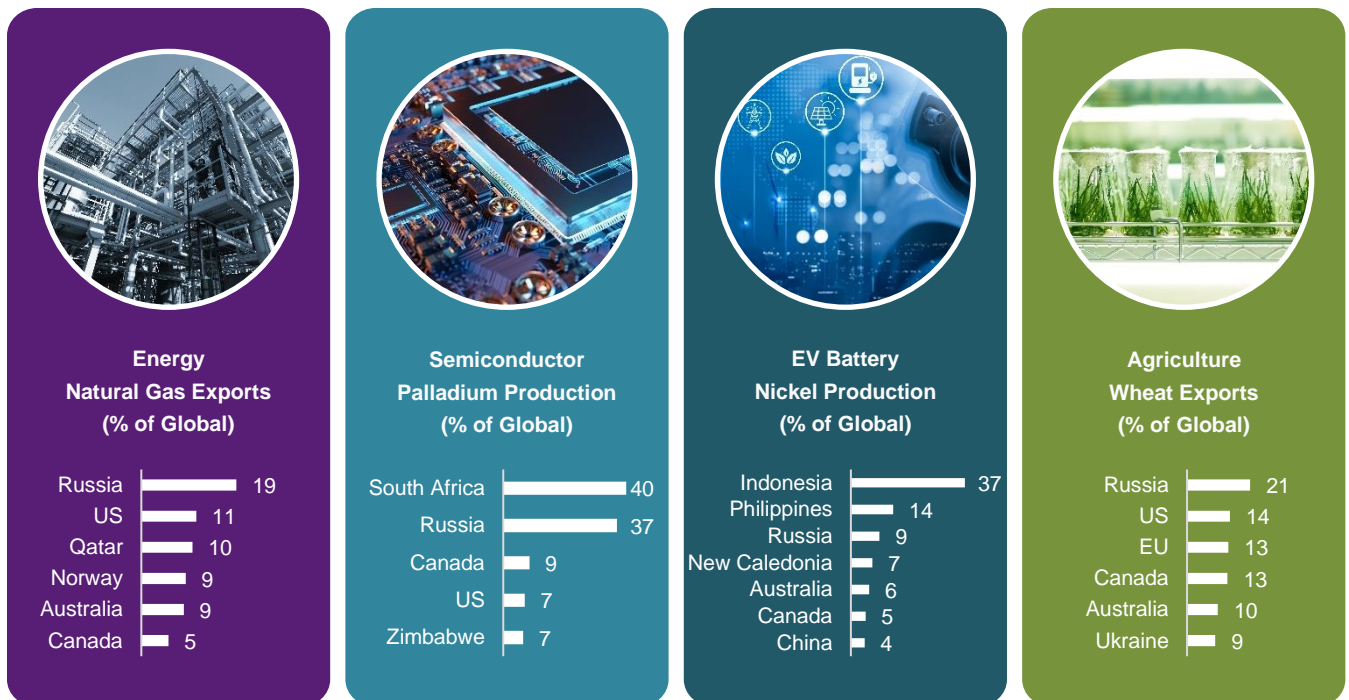 Energy
Natural Gas Exports
(% of Global)
Russia 19
US 11
Qatar 10
Norway 9
Australia 9
Canada 5
Semiconductor
Palladium Production
(% of Global)
South Africa 40
Russia 37
Canada 9
US 7
Zimbabwe 7
EV Battery
Nickel Production
(% of Global)
Indonesia 37
Philippines 14
Russia 9
New Caledonia 7
Australia 6
Canada 5
China 4
Agriculture
Wheat Exports
(% of Global)
Russia 21
US 14
EU 13
Canada 13
Australia 10
Ukraine 9